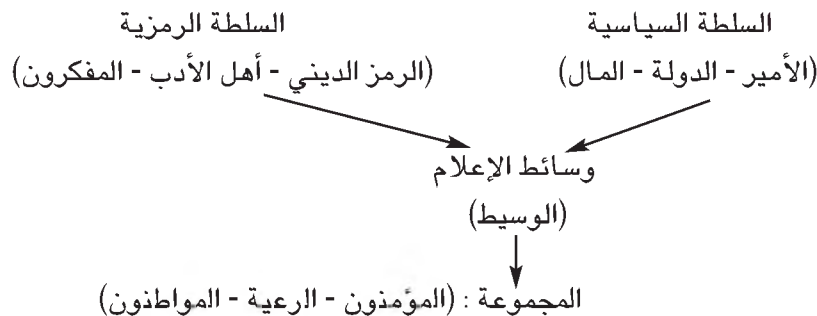 السلطة السياسية
(الأمير - الدولة - المال)
السلطة الرمزية
(الرمز الديني - أهل الأدب - المفكرون)
وسائط الإعلام
(الوسيط)
المجموعة : (المؤمنون - الرعية - المواطنون)